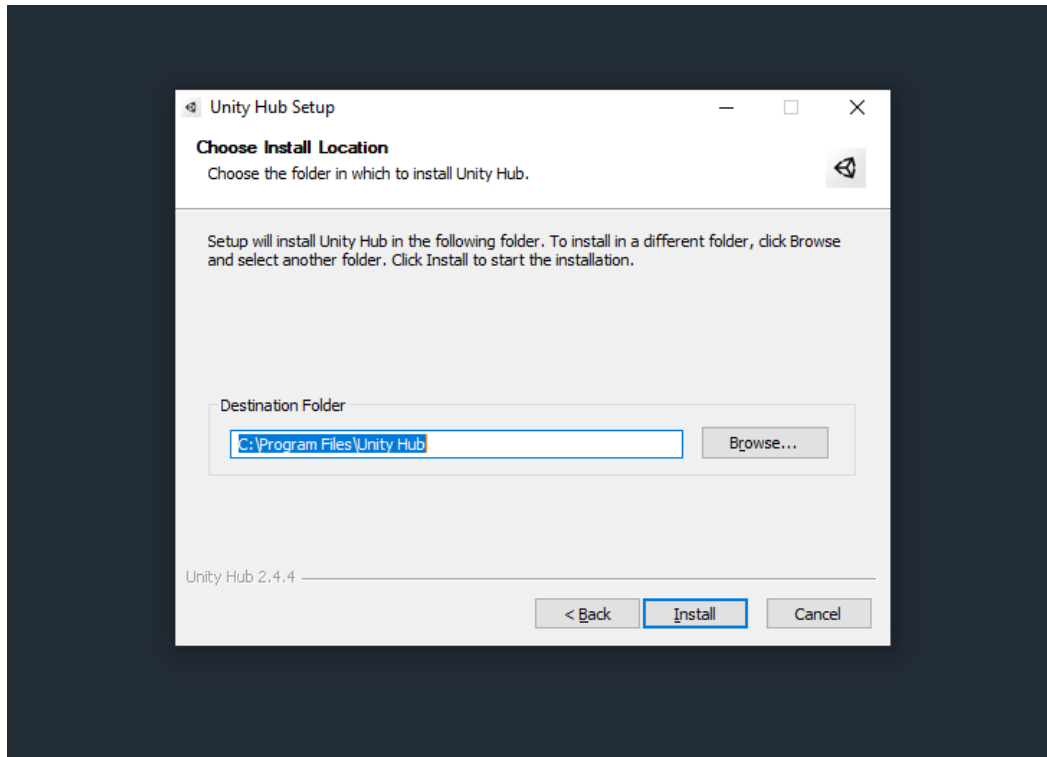 Unity Hub Setup
Choose Install Location
Choose the folder in which to install Unity Hub.
Setup will install Unity Hub in the following folder. To install in a different folder, click Browse
and select another folder. Click Install to start the installation.
Destination Folder
C:\Program Files\Unity Hub
Browse...
Unity Hub 2.4.4
< Back
Install
Cancel